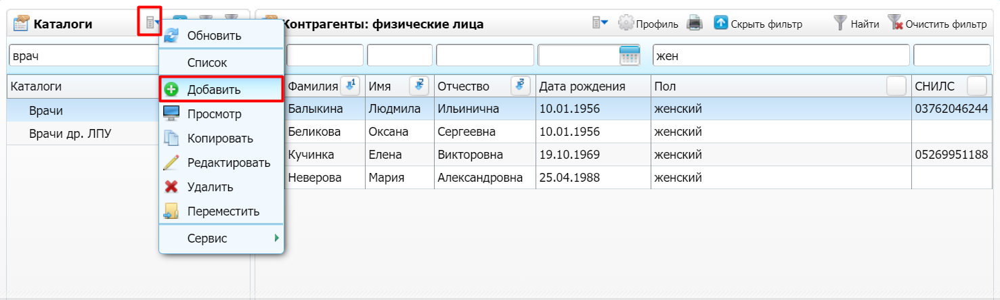 Каталоги
Контрагенты: физические лица
Профиль
Скрыть фильтр
Найти
Очистить фильтр
врач
жен
Каталоги
Врачи
Врачи др. ЛПУ
Обновить
Список
Добавить
Просмотр
Копировать
Редактировать
Удалить
Переместить
Сервис
Фамилия 1 Имя 2 Отчество 3 Дата рождения Пол СНИЛС
Балыкина Людмила Ильинична 10.01.1956 женский 03762046244
Беликова Оксана Сергеевна 10.01.1956 женский
Кучинка Елена Викторовна 19.10.1969 женский 05269951188
Неверова Мария Александровна 25.04.1988 женский